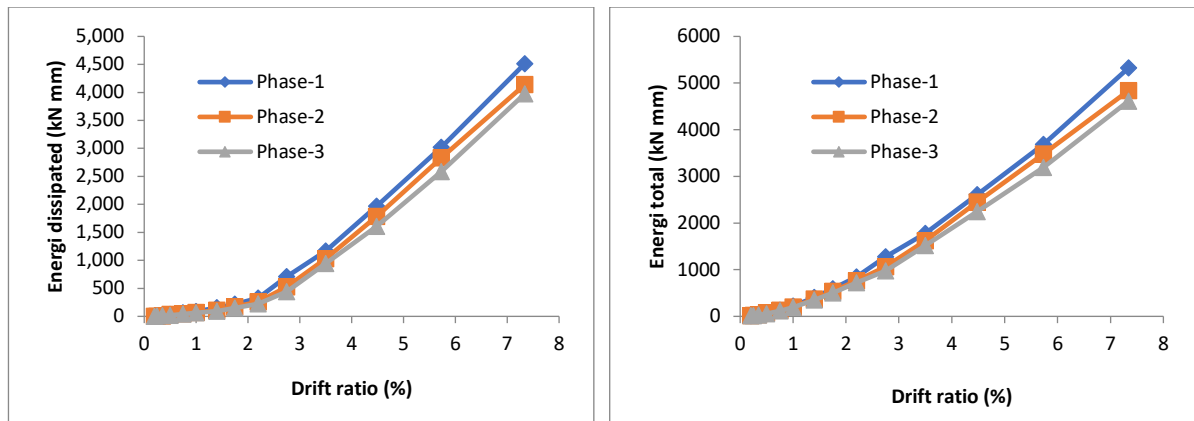 5,000
4,500
4,000
3,500
3,000
2,500
2,000
1,500
1,000
500
0
Energi dissipated (kN mm)
Phase-1
Phase-2
Phase-3
0 1 2 3 4 5 6 7 8
Drift ratio (%)
6000
5000
4000
3000
2000
1000
0
Energi total (kN mm)
Phase-1
Phase-2
Phase-3
0 1 2 3 4 5 6 7 8
Drift ratio (%)